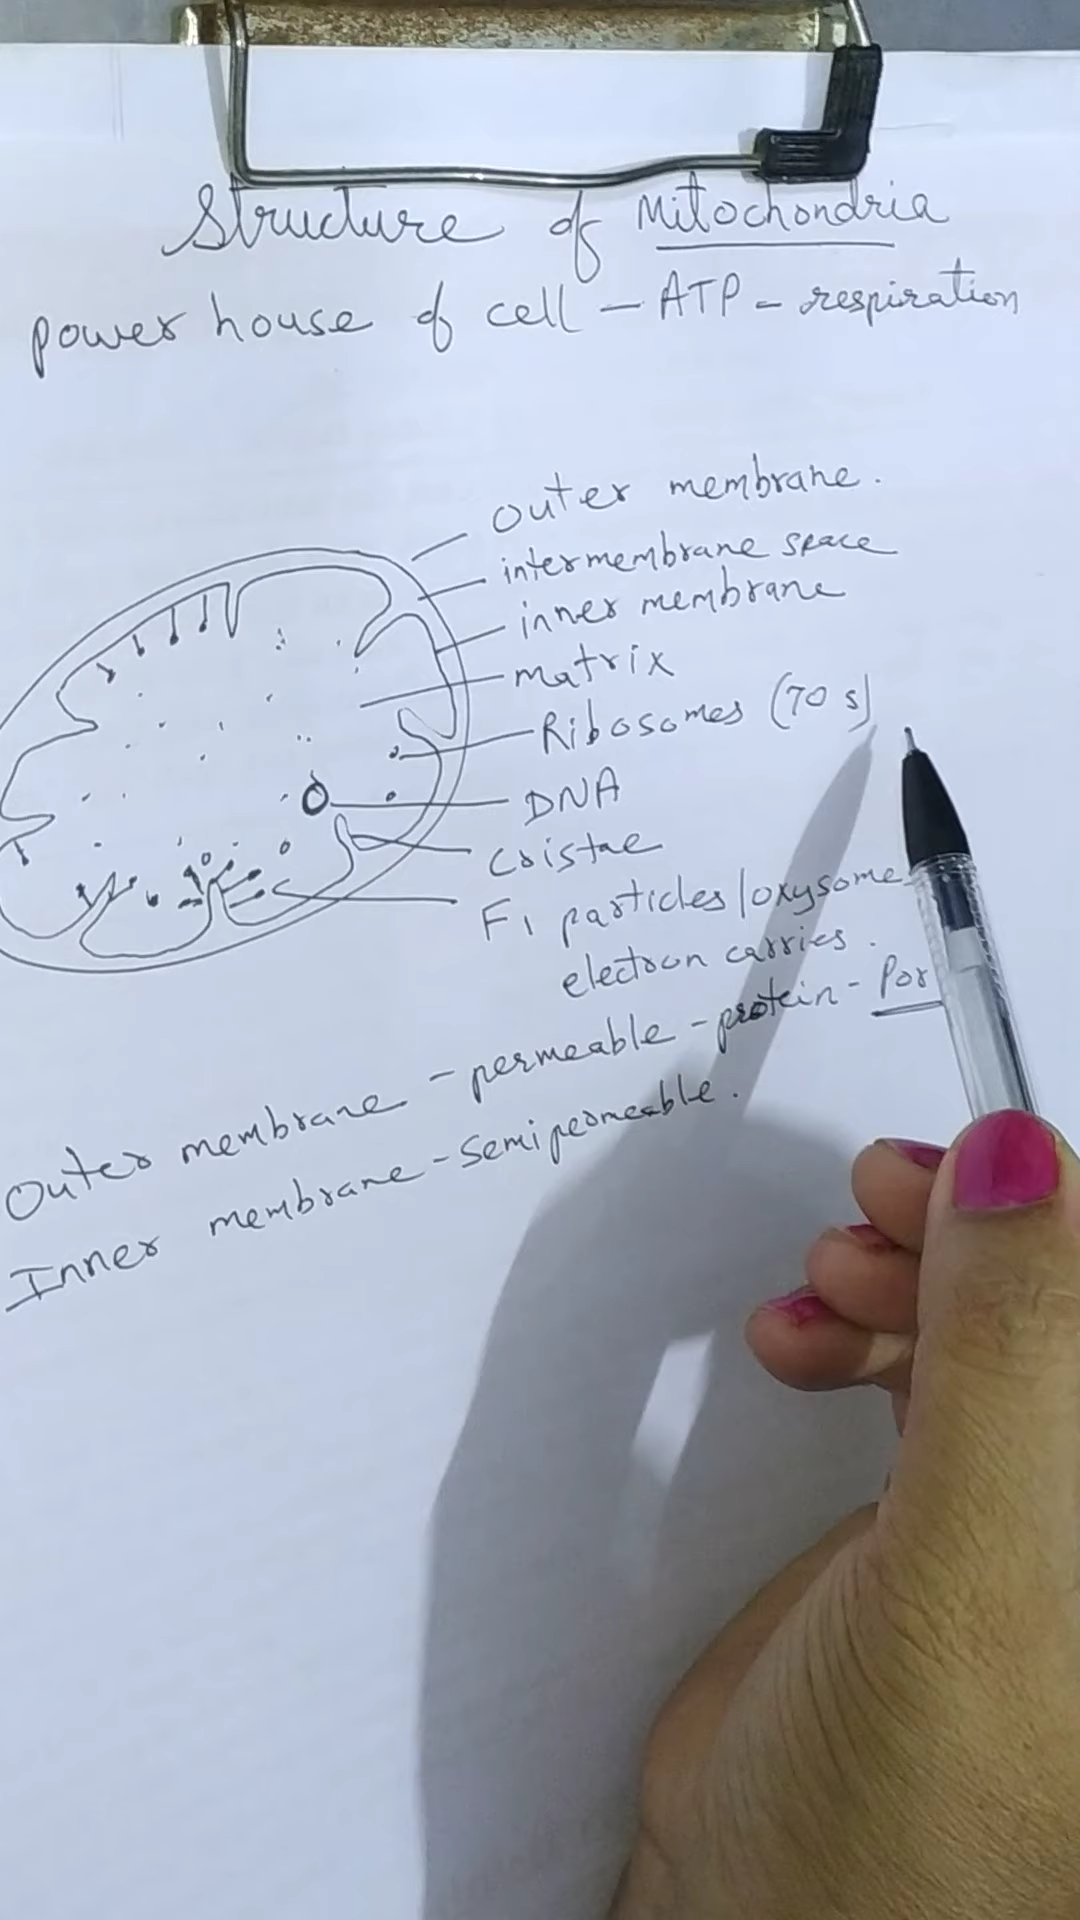 Structure of Mitochondria
power house of cell - ATP - respiration
outer membrane.
intermembrane space
inner membrane
matrix
Ribosomes (70 s)
DNA
Cristae
F1 particles/oxysome
electron carries.
Outer membrane - permeable - protein - Por
Inner membrane - Semipermeable.